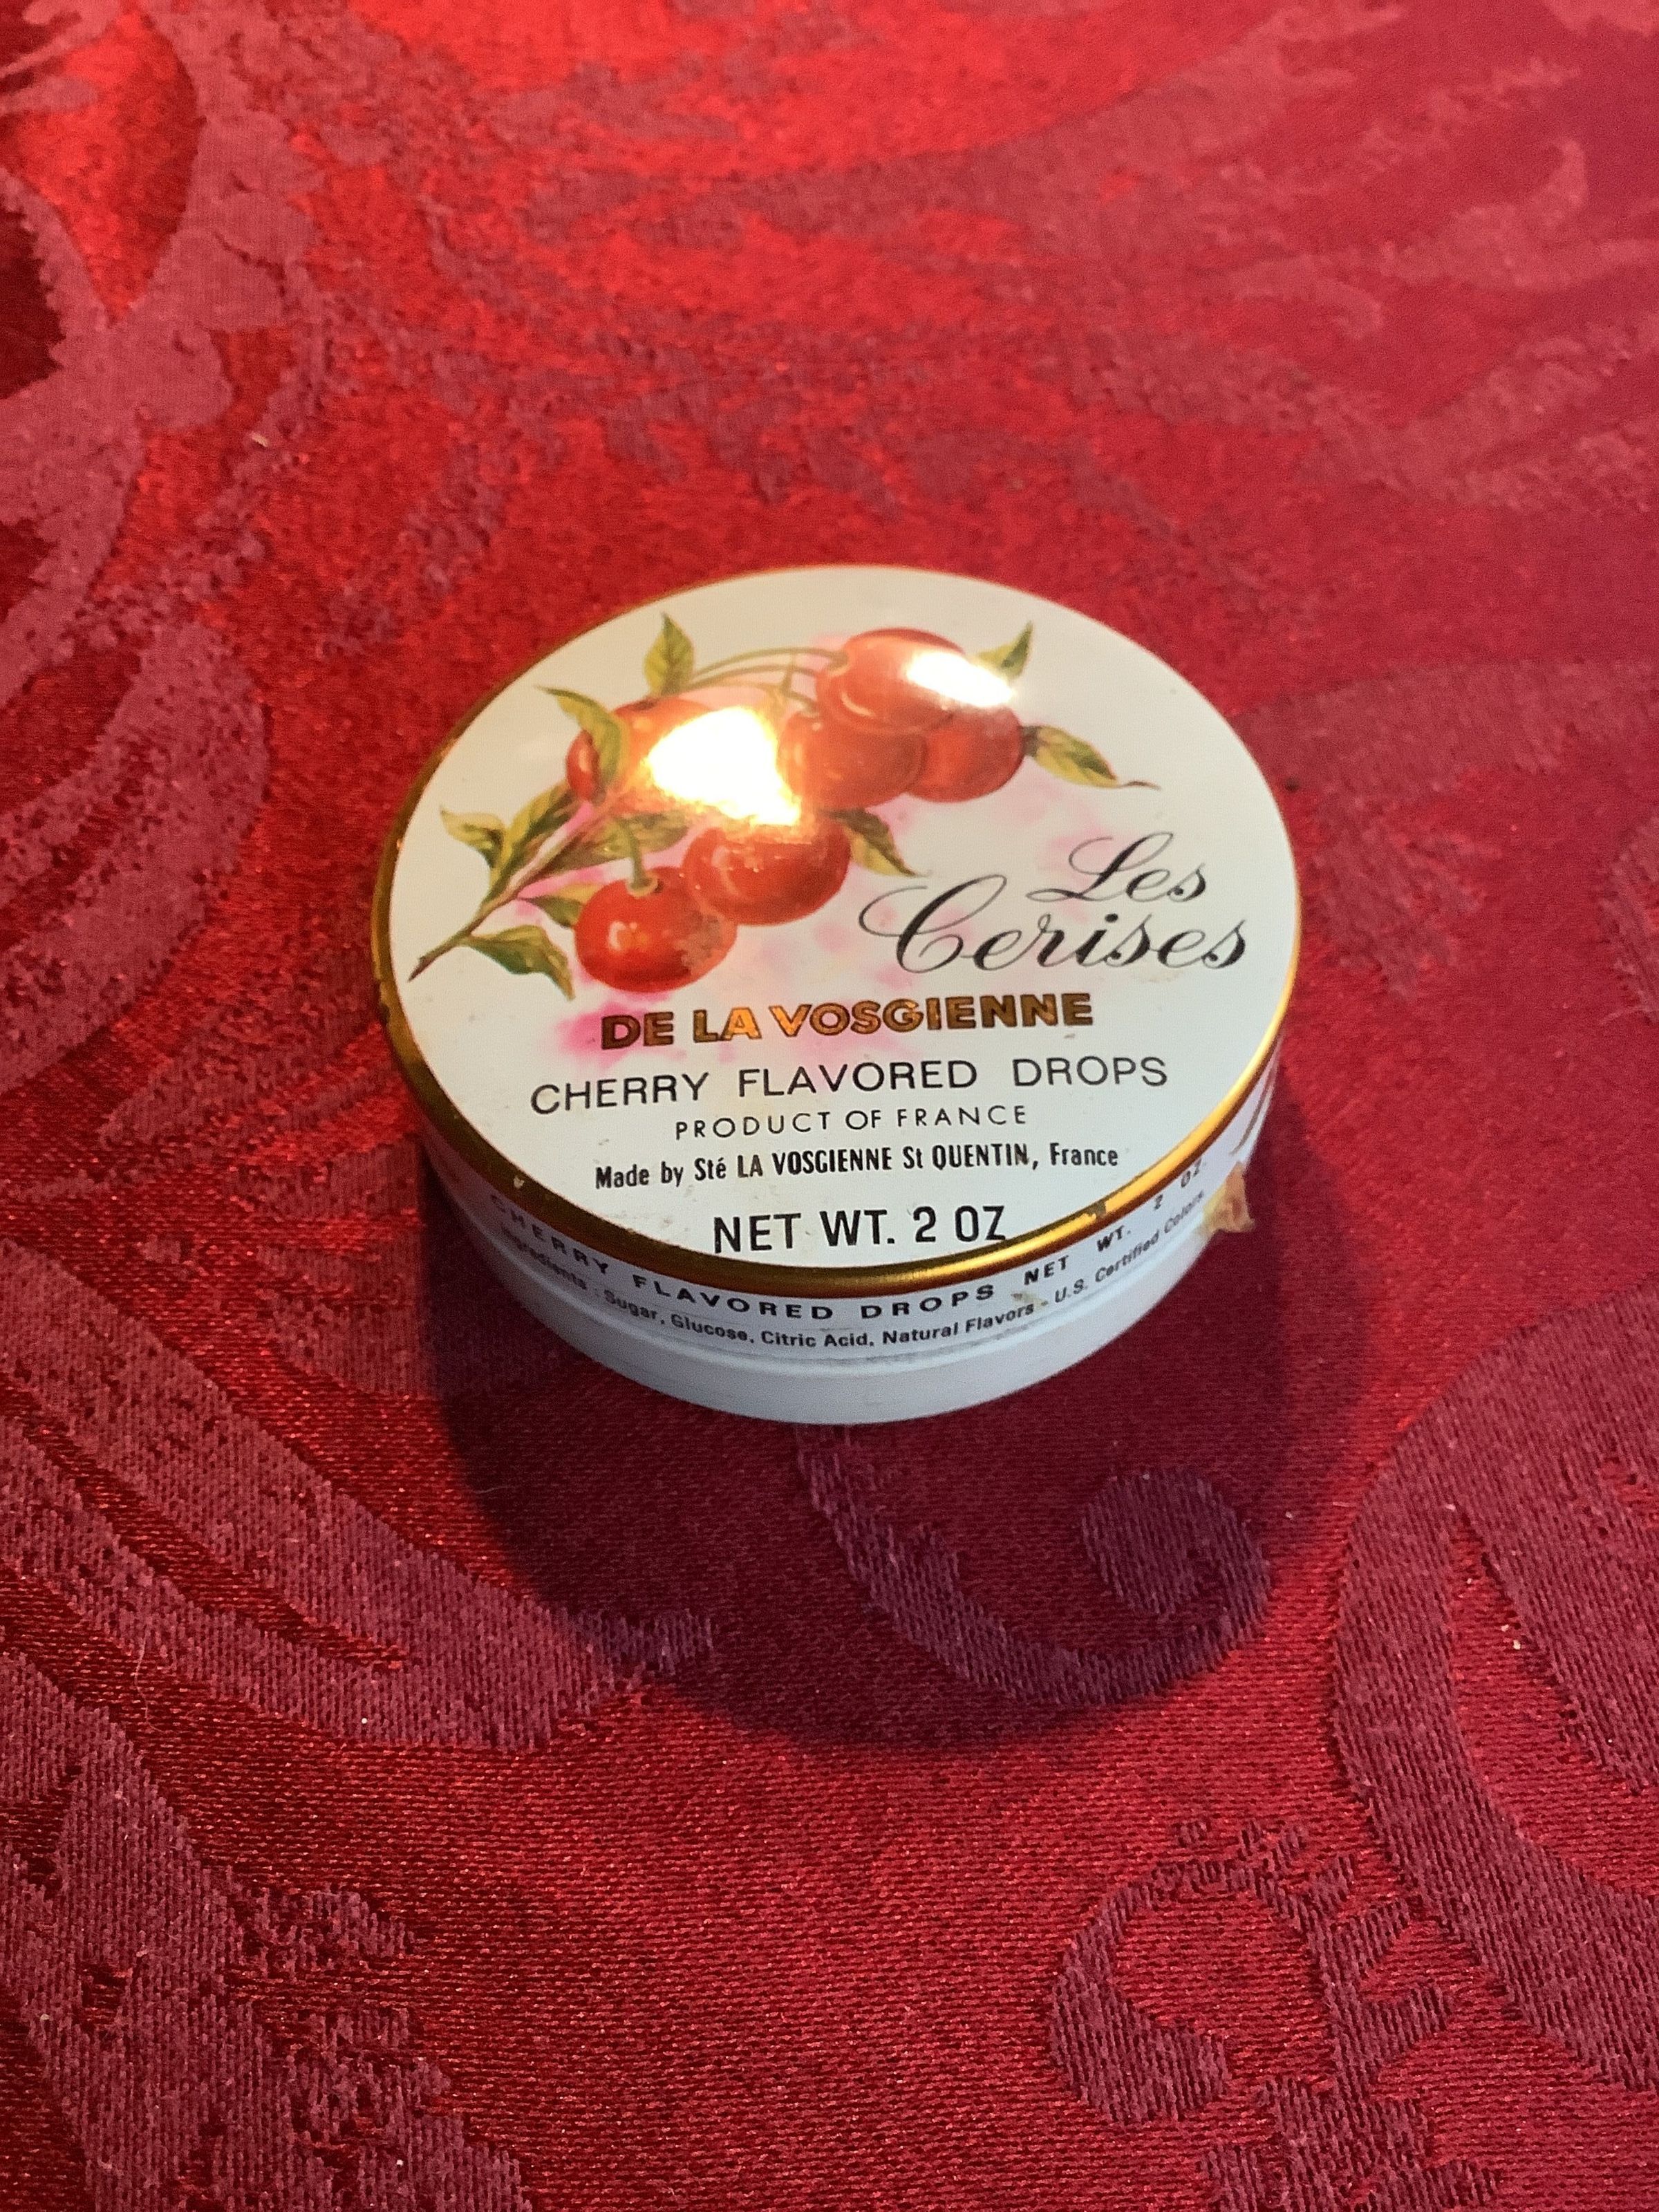 Les
Cerises
DE LA VOSGIENNE
CHERRY FLAVORED DROPS
PRODUCT OF FRANCE
Made by Sté LA VOSGIENNE St QUENTIN, France
NET WT. 2 OZ
CHERRY FLAVORED DROPS NET WT. 2 OZ.
Ingredients : Sugar, Glucose, Citric Acid, Natural Flavors - U.S. Certified Colors